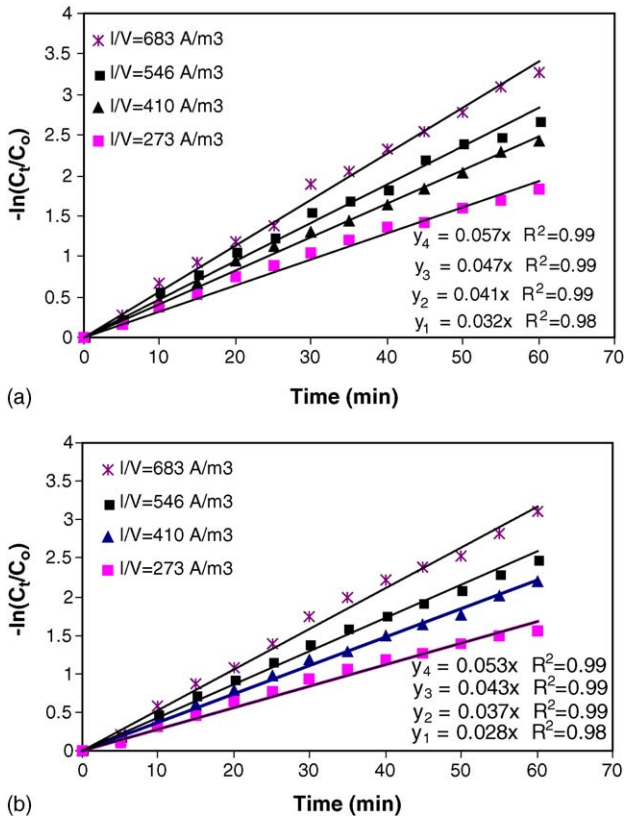 4
3.5
3
2.5
2
1.5
1
0.5
0
-ln(Cₜ/Cₒ)
I/V=683 A/m3
I/V=546 A/m3
I/V=410 A/m3
I/V=273 A/m3
y₄ = 0.057x R²=0.99
y₃ = 0.047x R²=0.99
y₂ = 0.041x R²=0.99
y₁ = 0.032x R²=0.98
0 10 20 30 40 50 60 70
Time (min)
(a)
4
3.5
3
2.5
2
1.5
1
0.5
0
-ln(Cₜ/Cₒ)
I/V=683 A/m3
I/V=546 A/m3
I/V=410 A/m3
I/V=273 A/m3
y₄ = 0.053x R²=0.99
y₃ = 0.043x R²=0.99
y₂ = 0.037x R²=0.99
y₁ = 0.028x R²=0.98
0 10 20 30 40 50 60 70
Time (min)
(b)